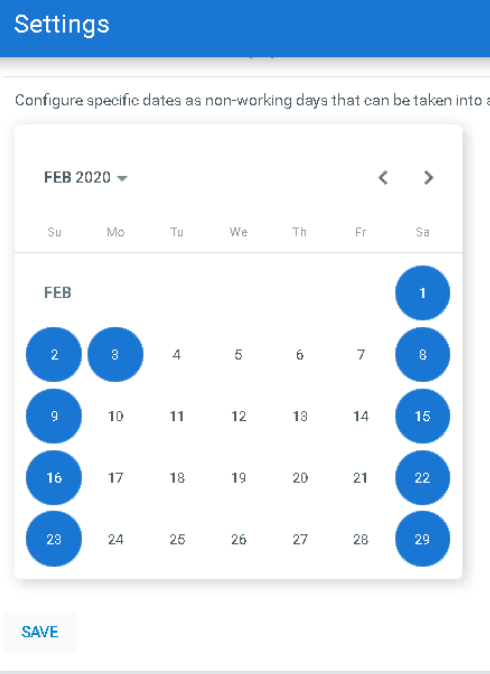 Settings
Configure specific dates as non-working days that can be taken into
FEB 2020
Su Mo Tu We Th Fr Sa
FEB 1
2 3 4 5 6 7 8
9 10 11 12 13 14 15
16 17 18 19 20 21 22
23 24 25 26 27 28 29
SAVE